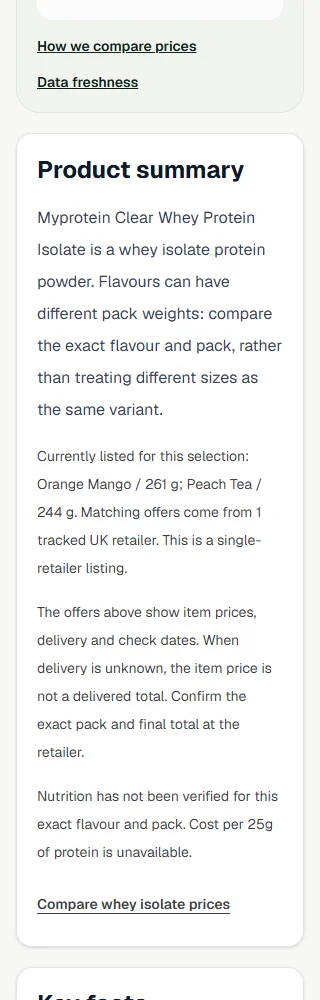 How we compare prices
Data freshness
Product summary
Myprotein Clear Whey Protein
Isolate is a whey isolate protein
powder. Flavours can have
different pack weights: compare
the exact flavour and pack, rather
than treating different sizes as
the same variant.
Currently listed for this selection:
Orange Mango / 261 g; Peach Tea /
244 g. Matching offers come from 1
tracked UK retailer. This is a single-
retailer listing.
The offers above show item prices,
delivery and check dates. When
delivery is unknown, the item price is
not a delivered total. Confirm the
exact pack and final total at the
retailer.
Nutrition has not been verified for this
exact flavour and pack. Cost per 25g
of protein is unavailable.
Compare whey isolate prices
Key facts